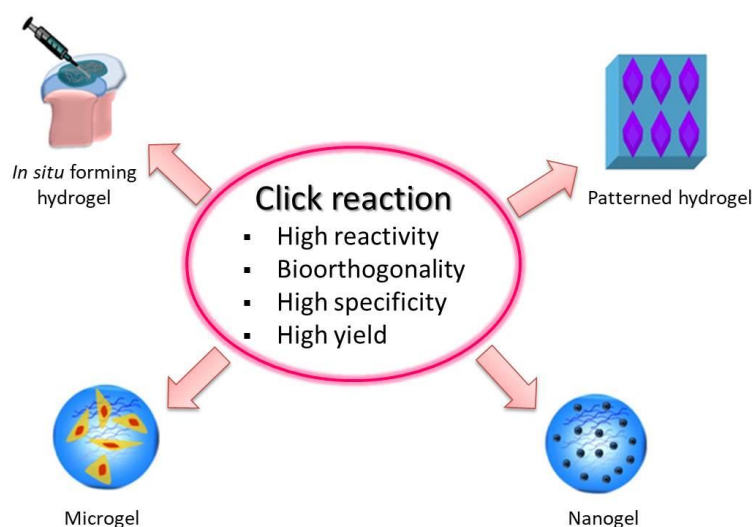 In situ forming
hydrogel
Patterned hydrogel
Click reaction
▪ High reactivity
▪ Bioorthogonality
▪ High specificity
▪ High yield
Microgel
Nanogel